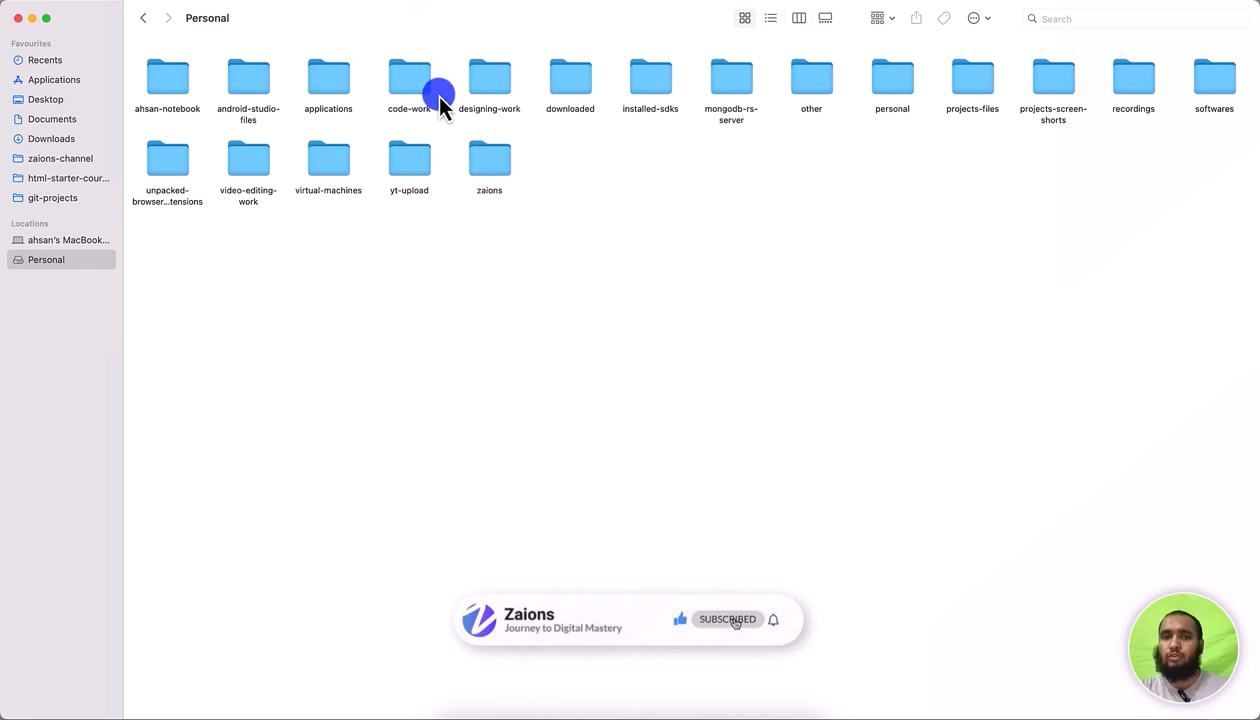 Personal
Search
Favourites
Recents
Applications
Desktop
Documents
Downloads
zaions-channel
html-starter-cour...
git-projects
Locations
ahsan's MacBook...
Personal
ahsan-notebook
android-studio-
files
applications
code-work
designing-work
downloaded
installed-sdks
mongodb-rs-
server
other
personal
projects-files
projects-screen-
shorts
recordings
softwares
unpacked-
browser...tensions
video-editing-
work
virtual-machines
yt-upload
zaions
Zaions
Journey to Digital Mastery
SUBSCRIBED